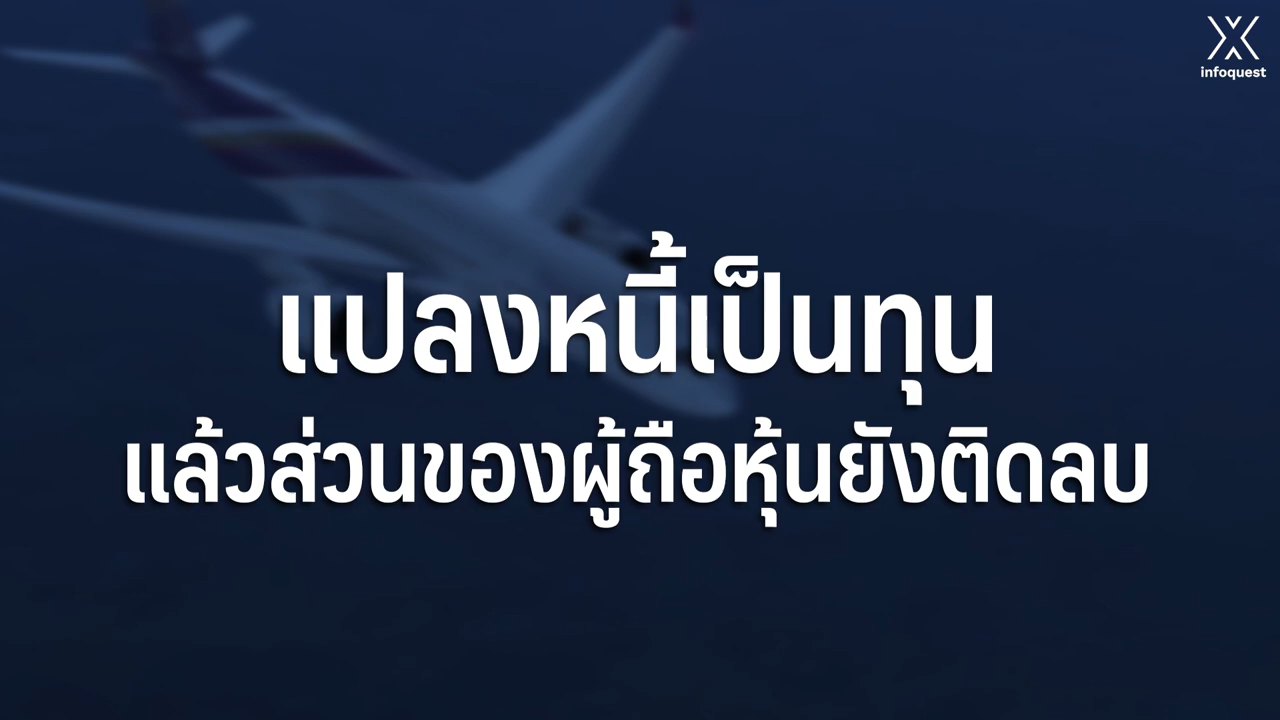 infoquest
แปลงหนี้เป็นทุน
แล้วส่วนของผู้ถือหุ้นยังติดลบ